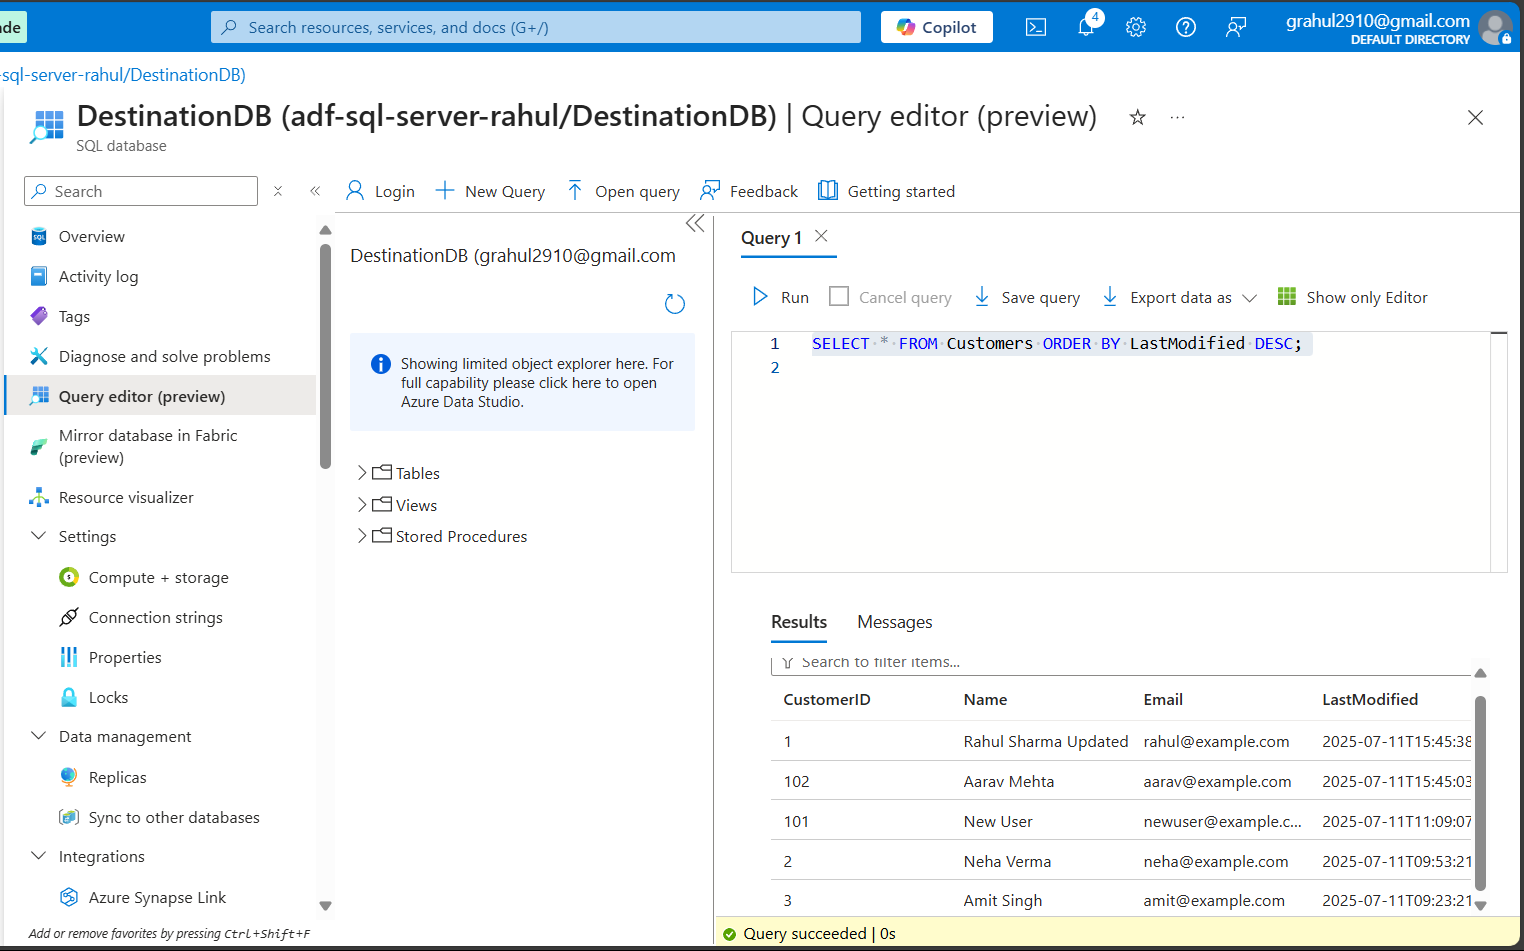 ade
Search resources, services, and docs (G+/)
Copilot
4
grahul2910@gmail.com
DEFAULT DIRECTORY
-sql-server-rahul/DestinationDB)
DestinationDB (adf-sql-server-rahul/DestinationDB) | Query editor (preview)
SQL database
Search
Login
New Query
Open query
Feedback
Getting started
Overview
Activity log
Tags
Diagnose and solve problems
Query editor (preview)
Mirror database in Fabric
(preview)
Resource visualizer
Settings
Compute + storage
Connection strings
Properties
Locks
Data management
Replicas
Sync to other databases
Integrations
Azure Synapse Link
Add or remove favorites by pressing Ctrl+Shift+F
DestinationDB (grahul2910@gmail.com
Showing limited object explorer here. For
full capability please click here to open
Azure Data Studio.
Tables
Views
Stored Procedures
Query 1
Run
Cancel query
Save query
Export data as
Show only Editor
1 SELECT * FROM Customers ORDER BY LastModified DESC;
2
Results Messages
Search to filter items...
CustomerID Name Email LastModified
1 Rahul Sharma Updated rahul@example.com 2025-07-11T15:45:38
102 Aarav Mehta aarav@example.com 2025-07-11T15:45:03
101 New User newuser@example.c... 2025-07-11T11:09:07
2 Neha Verma neha@example.com 2025-07-11T09:53:21
3 Amit Singh amit@example.com 2025-07-11T09:23:21
Query succeeded | 0s